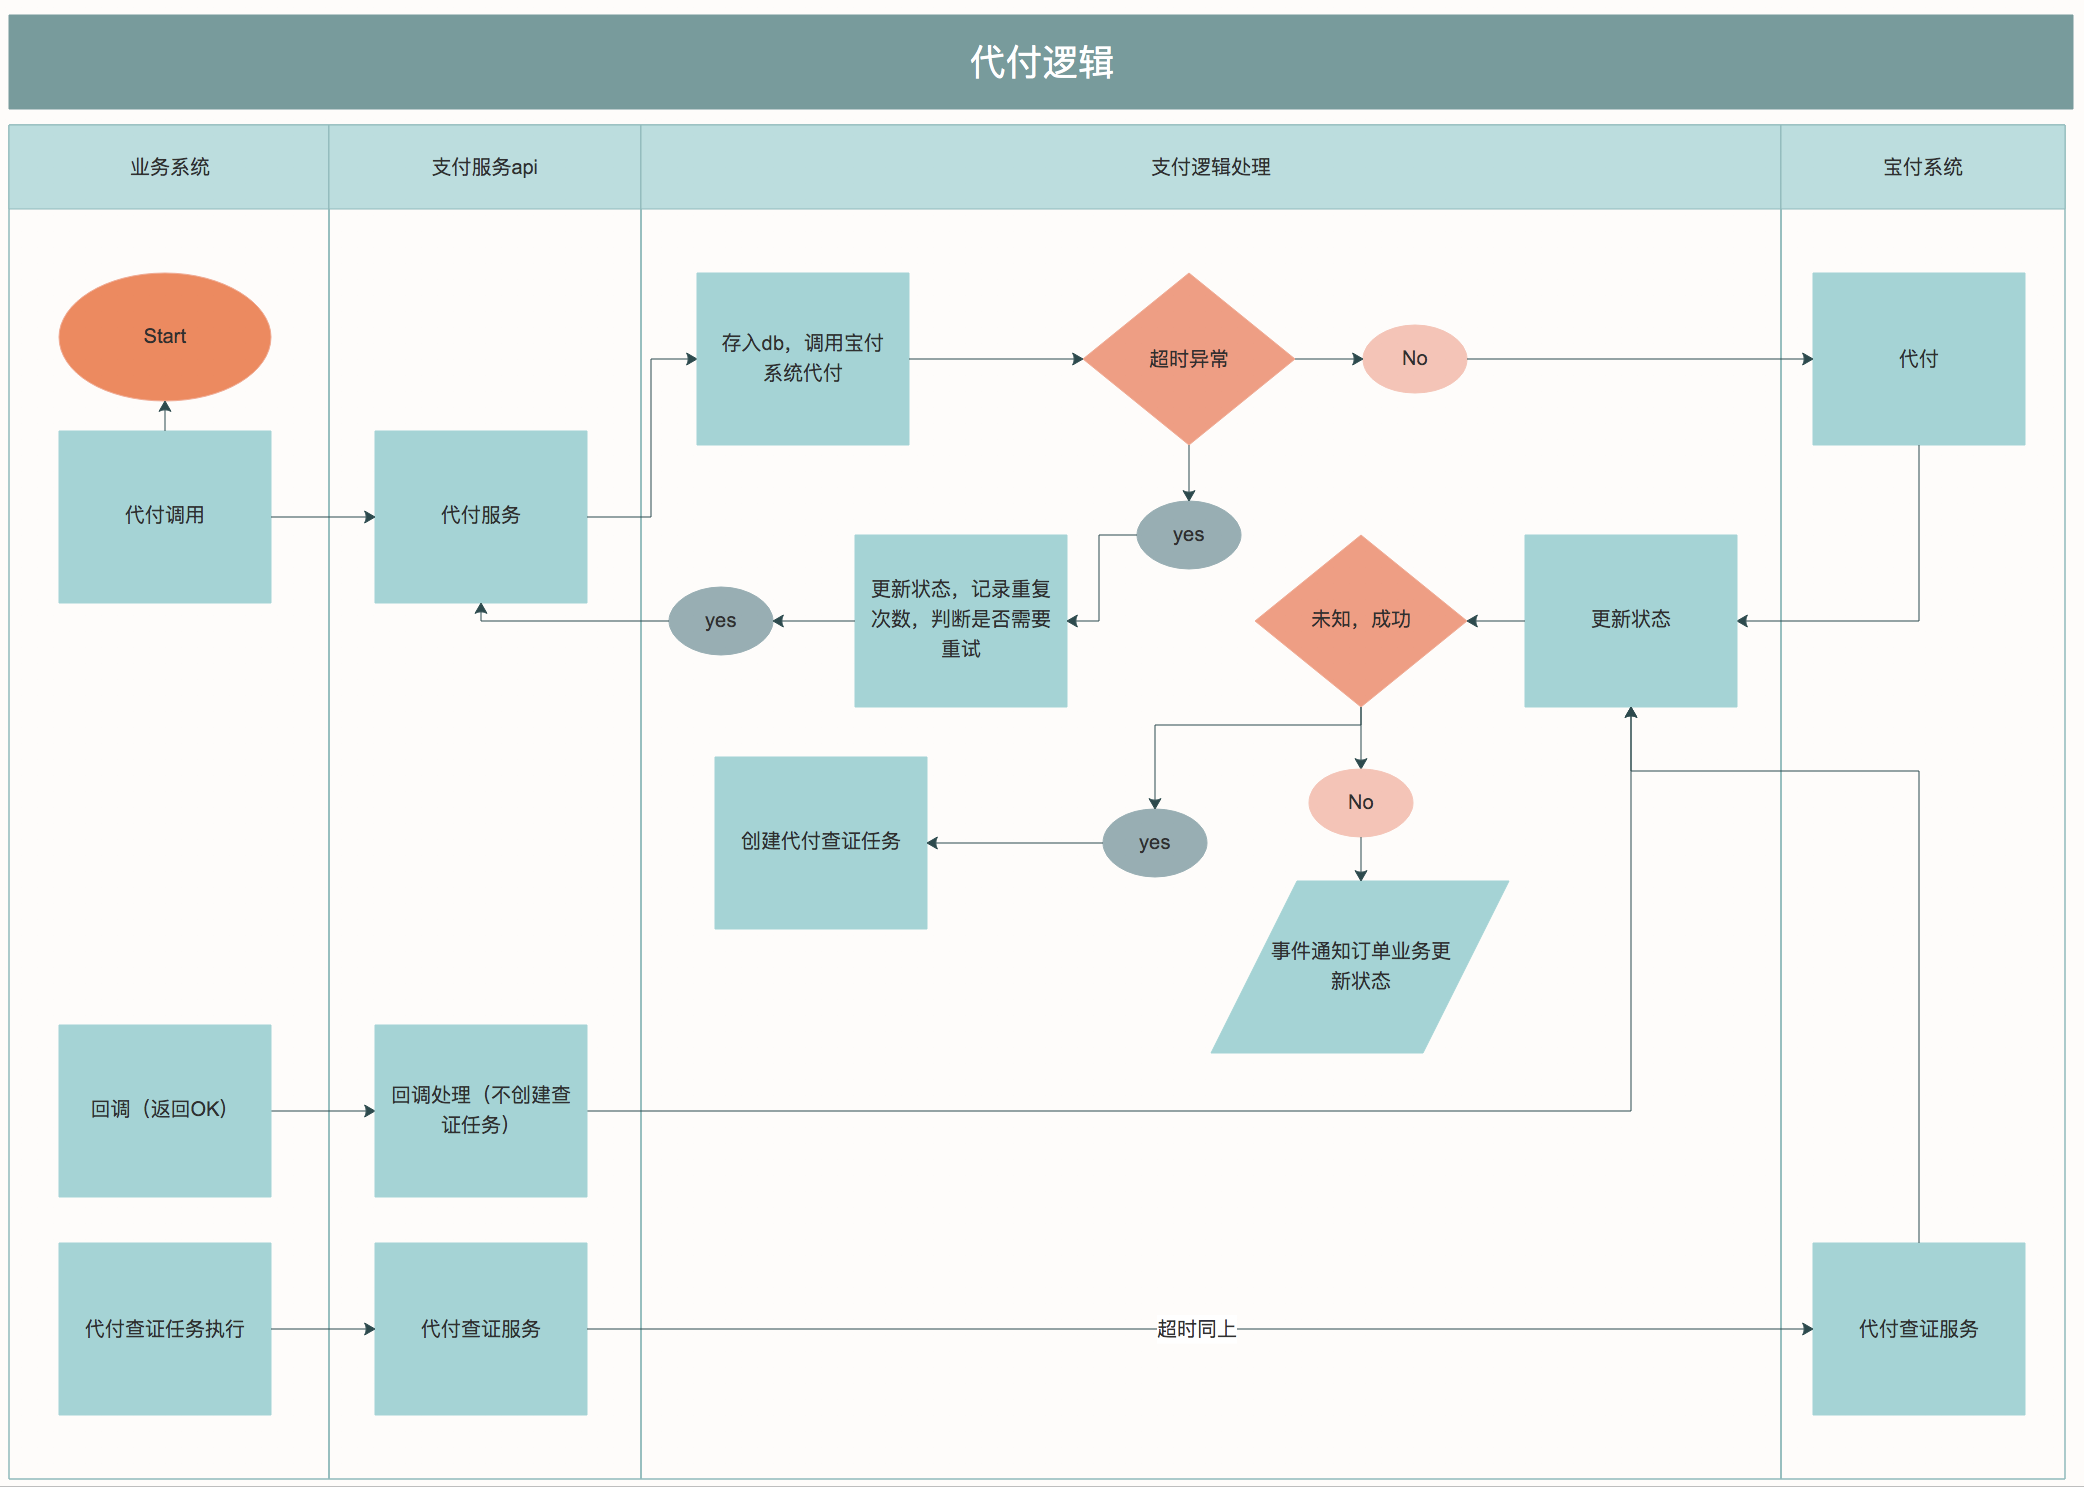 代付逻辑
业务系统
支付服务api
支付逻辑处理
宝付系统
Start
存入db，调用宝付
系统代付
超时异常
No
代付
代付调用
代付服务
yes
更新状态，记录重复
次数，判断是否需要
重试
yes
未知，成功
更新状态
创建代付查证任务
yes
No
事件通知订单业务更
新状态
回调（返回OK）
回调处理（不创建查
证任务）
代付查证任务执行
代付查证服务
超时同上
代付查证服务